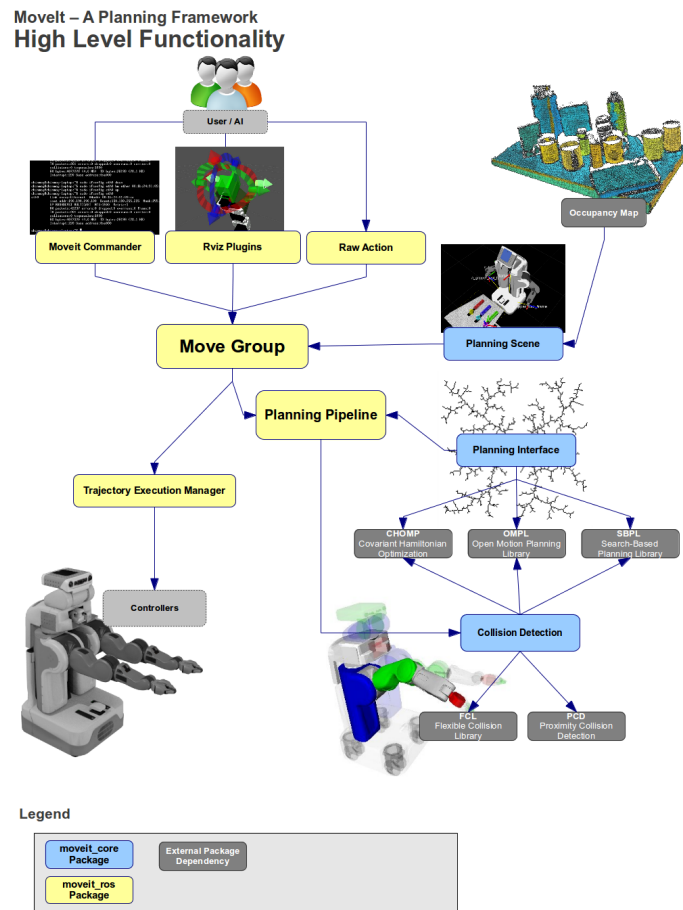 MoveIt – A Planning Framework
High Level Functionality
User / AI
Occupancy Map
Moveit Commander
Rviz Plugins
Raw Action
Planning Scene
Move Group
Planning Pipeline
Planning Interface
Trajectory Execution Manager
CHOMP
Covariant Hamiltonian
Optimization
OMPL
Open Motion Planning
Library
SBPL
Search-Based
Planning Library
Controllers
Collision Detection
FCL
Flexible Collision
Library
PCD
Proximity Collision
Detection
Legend
moveit_core
Package
External Package
Dependency
moveit_ros
Package